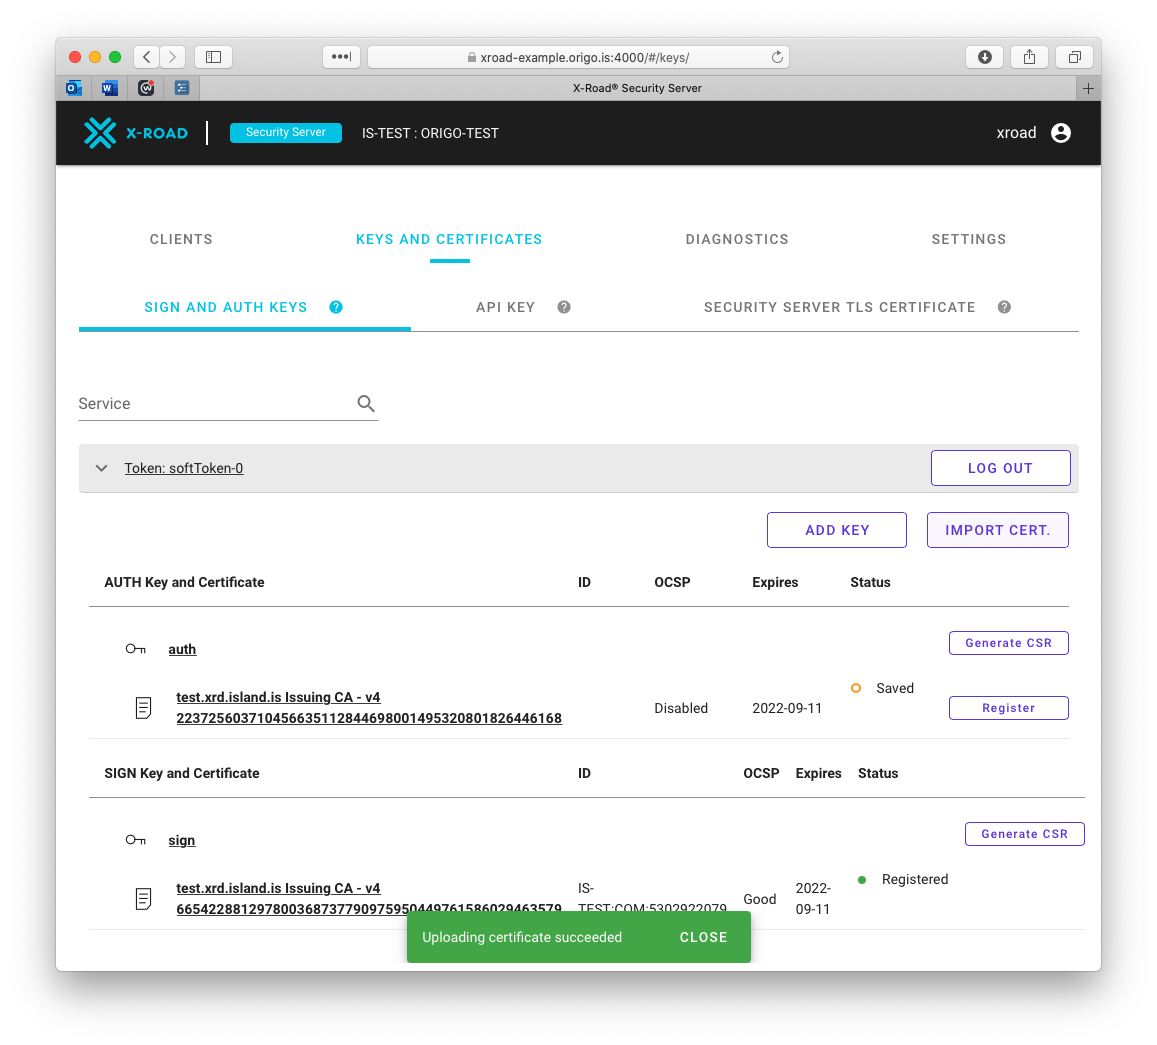 xroad-example.origo.is:4000/#/keys/
X-Road® Security Server
X-ROAD Security Server IS-TEST : ORIGO-TEST xroad
CLIENTS KEYS AND CERTIFICATES DIAGNOSTICS SETTINGS
SIGN AND AUTH KEYS ? API KEY ? SECURITY SERVER TLS CERTIFICATE ?
Service
Token: softToken-0 LOG OUT
ADD KEY IMPORT CERT.
AUTH Key and Certificate ID OCSP Expires Status
auth Generate CSR
test.xrd.island.is Issuing CA - v4
223725603710456635112844698001495320801826446168 Disabled 2022-09-11 Saved Register
SIGN Key and Certificate ID OCSP Expires Status
sign Generate CSR
test.xrd.island.is Issuing CA - v4 IS- 2022- Registered
665422881297800368737790975950449761586029463579 TEST:COM:5302922079 Good 09-11
Uploading certificate succeeded CLOSE